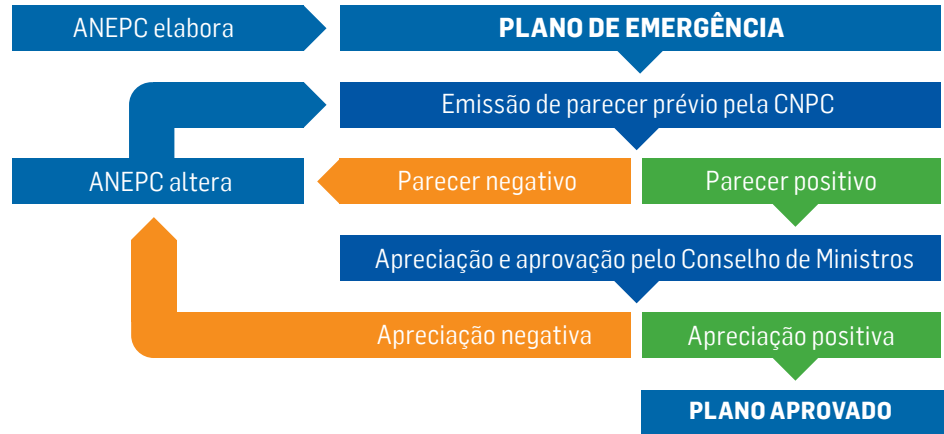 ANEPC elabora
PLANO DE EMERGÊNCIA
Emissão de parecer prévio pela CNPC
ANEPC altera
Parecer negativo
Parecer positivo
Apreciação e aprovação pelo Conselho de Ministros
Apreciação negativa
Apreciação positiva
PLANO APROVADO